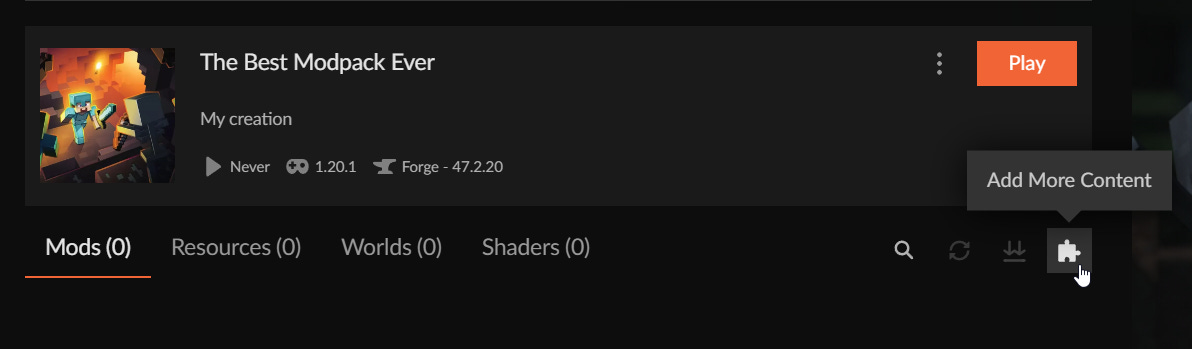 The Best Modpack Ever
Play
My creation
Never 1.20.1 Forge - 47.2.20
Add More Content
Mods (0) Resources (0) Worlds (0) Shaders (0)